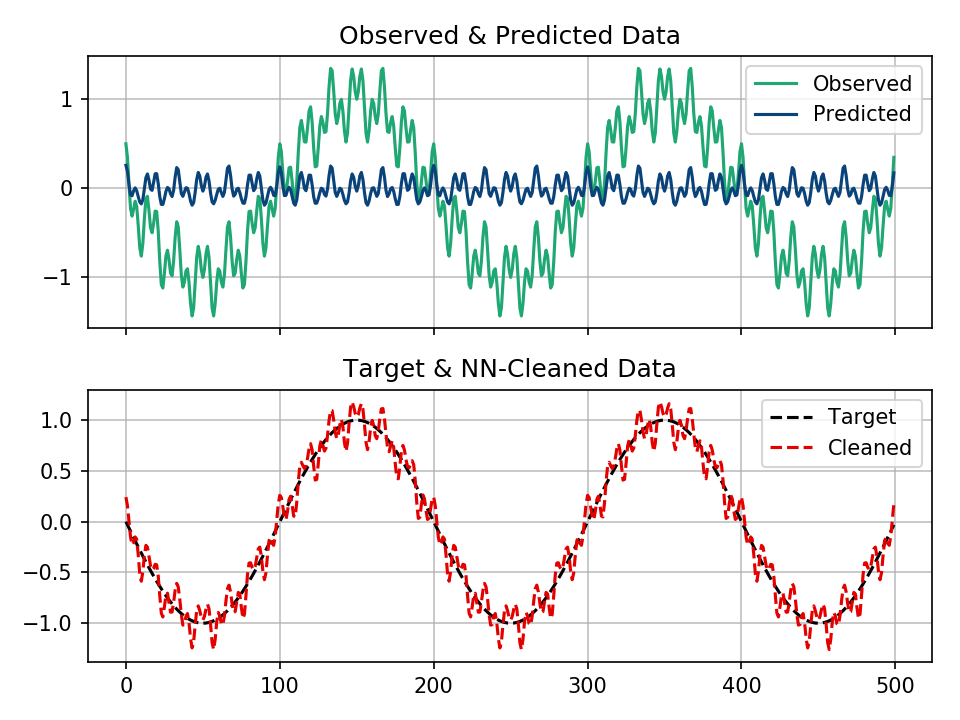 Observed & Predicted Data
Observed
Predicted
1
0
−1
Target & NN-Cleaned Data
Target
Cleaned
1.0
0.5
0.0
−0.5
−1.0
0 100 200 300 400 500